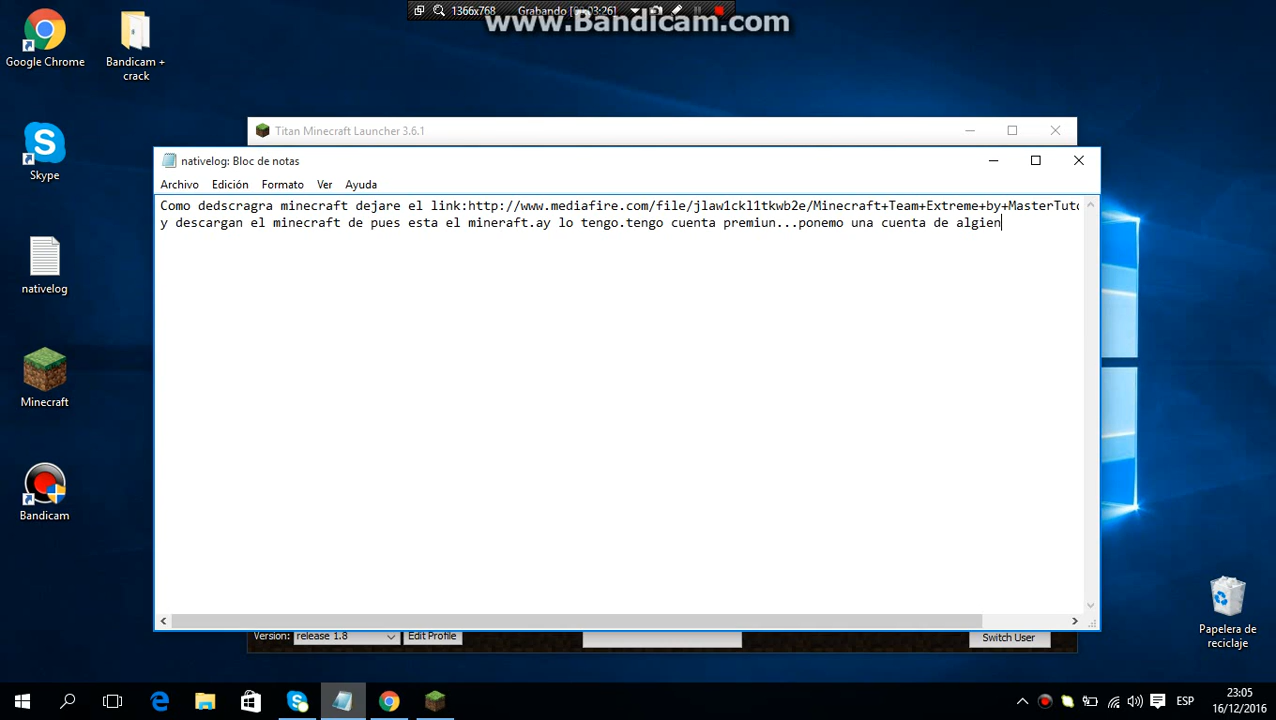 1366x768 Grabando [00:03:26]
www.Bandicam.com
Google Chrome
Bandicam +
crack
Titan Minecraft Launcher 3.6.1
Skype
nativelog: Bloc de notas
Archivo Edición Formato Ver Ayuda
Como dedscragra minecraft dejare el link:http://www.mediafire.com/file/jlaw1ckl1tkwb2e/Minecraft+Team+Extreme+by+MasterTuto
y descargan el minecraft de pues esta el mineraft.ay lo tengo.tengo cuenta premiun...ponemo una cuenta de algien
nativelog
Minecraft
Bandicam
Papelera de
reciclaje
Version: release 1.8 Edit Profile Switch User
ESP
23:05
16/12/2016